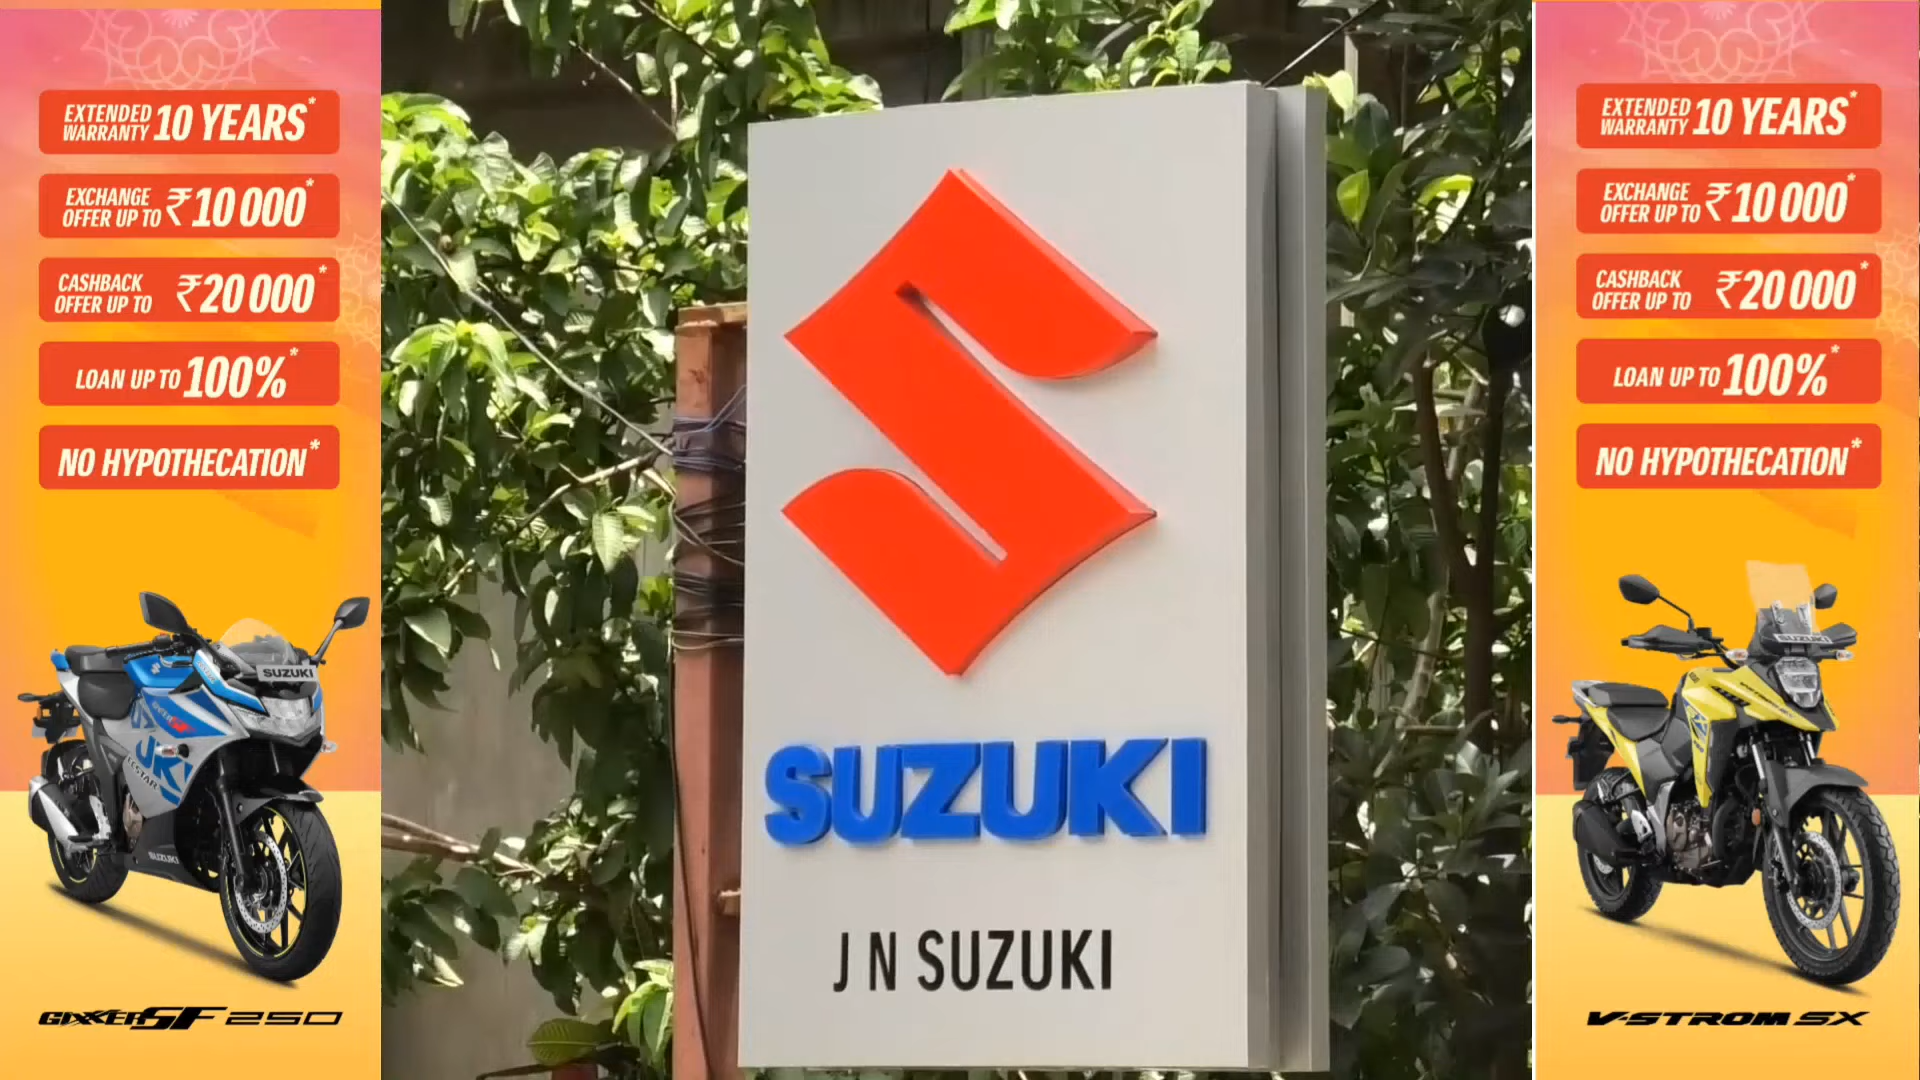 EXTENDED
WARRANTY 10 YEARS*
EXCHANGE
OFFER UP TO ₹10 000*
CASHBACK
OFFER UP TO ₹20 000*
LOAN UP TO 100%*
NO HYPOTHECATION*
SUZUKI
SUZUKI
GIXXER SF 250
SUZUKI
J N SUZUKI
EXTENDED
WARRANTY 10 YEARS*
EXCHANGE
OFFER UP TO ₹10 000*
CASHBACK
OFFER UP TO ₹20 000*
LOAN UP TO 100%*
NO HYPOTHECATION*
SUZUKI
V-STROM SX